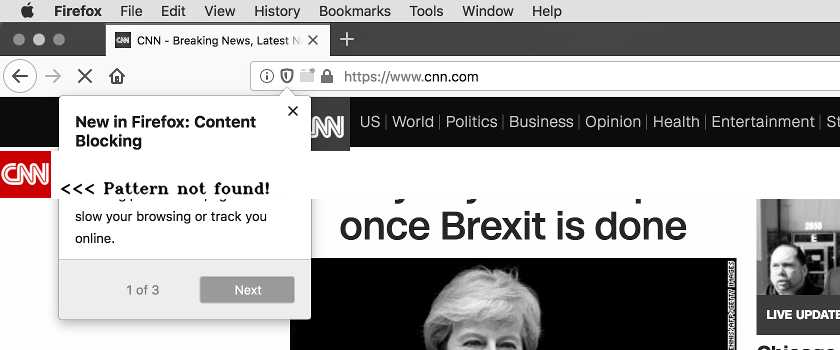 Firefox File Edit View History Bookmarks Tools Window Help
CNN CNN - Breaking News, Latest N
https://www.cnn.com
New in Firefox: Content
Blocking
CNN US | World | Politics | Business | Opinion | Health | Entertainment | St
CNN
<<< Pattern not found!
slow your browsing or track you
online.
1 of 3 Next
once Brexit is done
LIVE UPDATE